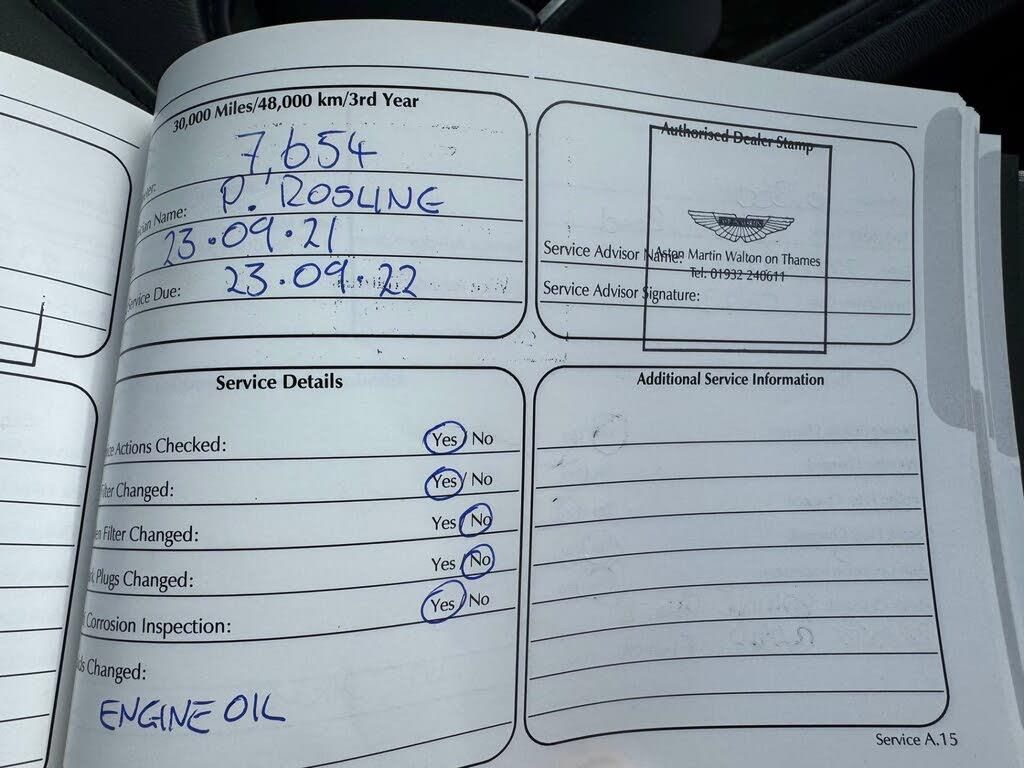 30,000 Miles/48,000 km/3rd Year
7,654
Name: P. ROSLING
23.09.21
Service Due: 23.09.22
Authorised Dealer Stamp
ASTON MARTIN
Service Advisor Name:
Aston Martin Walton on Thames
Tel: 01932 240611
Service Advisor Signature:
Service Details
Actions Checked: Yes/No
Changed: Yes/No
Filter Changed: Yes/No
Plugs Changed: Yes/No
Corrosion Inspection: Yes/No
Changed:
ENGINE OIL
Additional Service Information
Service A.15